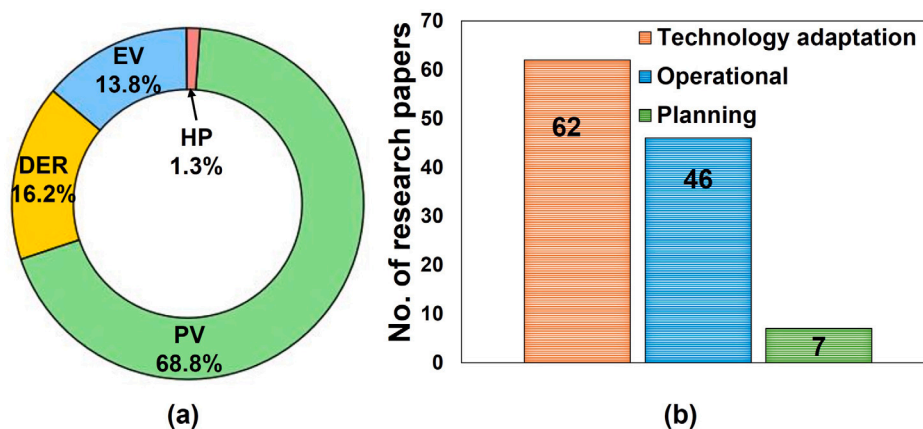 EV
13.8%
HP
1.3%
DER
16.2%
PV
68.8%
(a)
No. of research papers
70
60
50
40
30
20
10
0
Technology adaptation
Operational
Planning
62
46
7
(b)